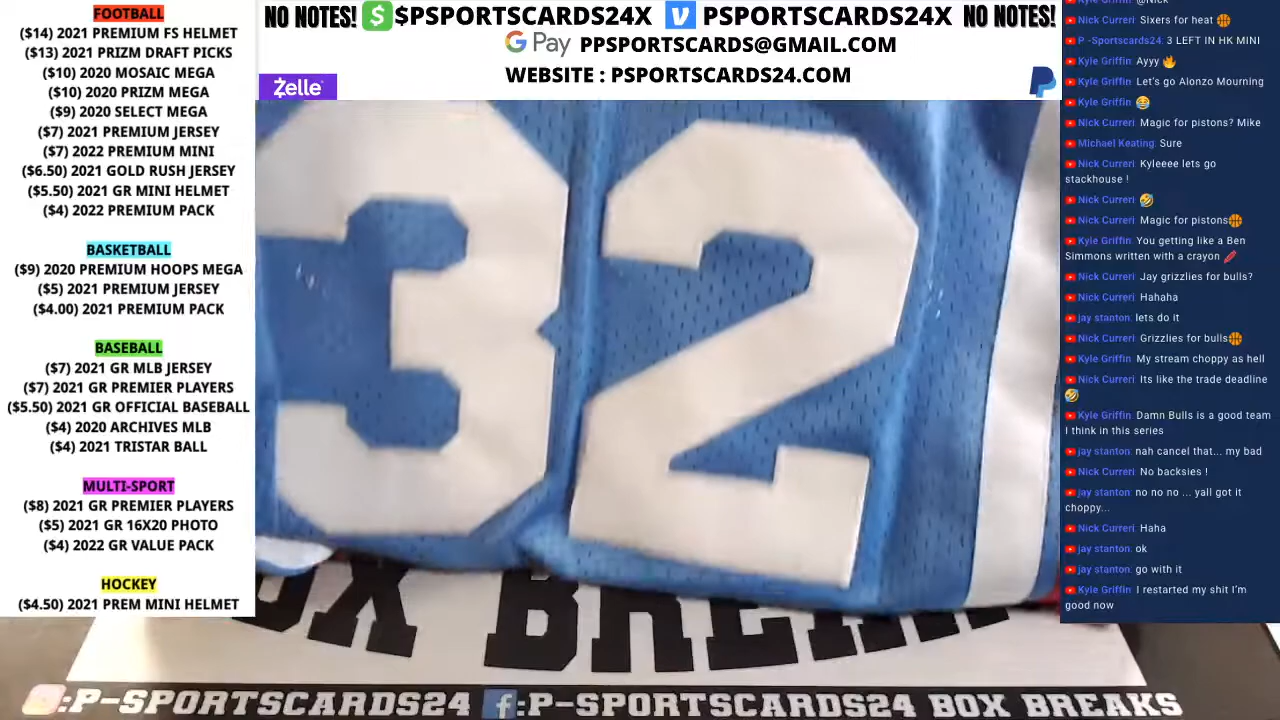 FOOTBALL
($14) 2021 PREMIUM FS HELMET
($13) 2021 PRIZM DRAFT PICKS
($10) 2020 MOSAIC MEGA
($10) 2020 PRIZM MEGA
($9) 2020 SELECT MEGA
($7) 2021 PREMIUM JERSEY
($7) 2022 PREMIUM MINI
($6.50) 2021 GOLD RUSH JERSEY
($5.50) 2021 GR MINI HELMET
($4) 2022 PREMIUM PACK
BASKETBALL
($9) 2020 PREMIUM HOOPS MEGA
($5) 2021 PREMIUM JERSEY
($4.00) 2021 PREMIUM PACK
BASEBALL
($7) 2021 GR MLB JERSEY
($7) 2021 GR PREMIER PLAYERS
($5.50) 2021 GR OFFICIAL BASEBALL
($4) 2020 ARCHIVES MLB
($4) 2021 TRISTAR BALL
MULTI-SPORT
($8) 2021 GR PREMIER PLAYERS
($5) 2021 GR 16X20 PHOTO
($4) 2022 GR VALUE PACK
HOCKEY
($4.50) 2021 PREM MINI HELMET
NO NOTES! $ $PSPORTSCARDS24X V PSPORTSCARDS24X NO NOTES!
G Pay PPSPORTSCARDS@GMAIL.COM
WEBSITE : PSPORTSCARDS24.COM
Zelle
32
BOX BREAK
:P-SPORTSCARDS24 f:P-SPORTSCARDS24 BOX BREAKS
Nick Curreri Sixers for heat 🏀
P -Sportscards24: 3 LEFT IN HK MINI
Kyle Griffin: Ayyy 🔥
Kyle Griffin: Let's go Alonzo Mourning
Kyle Griffin: 😂
Nick Curreri: Magic for pistons? Mike
Michael Keating: Sure
Nick Curreri: Kyleeee lets go
stackhouse !
Nick Curreri: 🤣
Nick Curreri: Magic for pistons🏀
Kyle Griffin: You getting like a Ben
Simmons written with a crayon 🖍️
Nick Curreri: Jay grizzlies for bulls?
Nick Curreri: Hahaha
jay stanton: lets do it
Nick Curreri: Grizzlies for bulls🏀
Kyle Griffin: My stream choppy as hell
Nick Curreri: Its like the trade deadline
🤣
Kyle Griffin: Damn Bulls is a good team
I think in this series
jay stanton: nah cancel that... my bad
Nick Curreri: No backsies !
jay stanton: no no no ... yall got it
choppy...
Nick Curreri: Haha
jay stanton: ok
jay stanton: go with it
Kyle Griffin: I restarted my shit I'm
good now